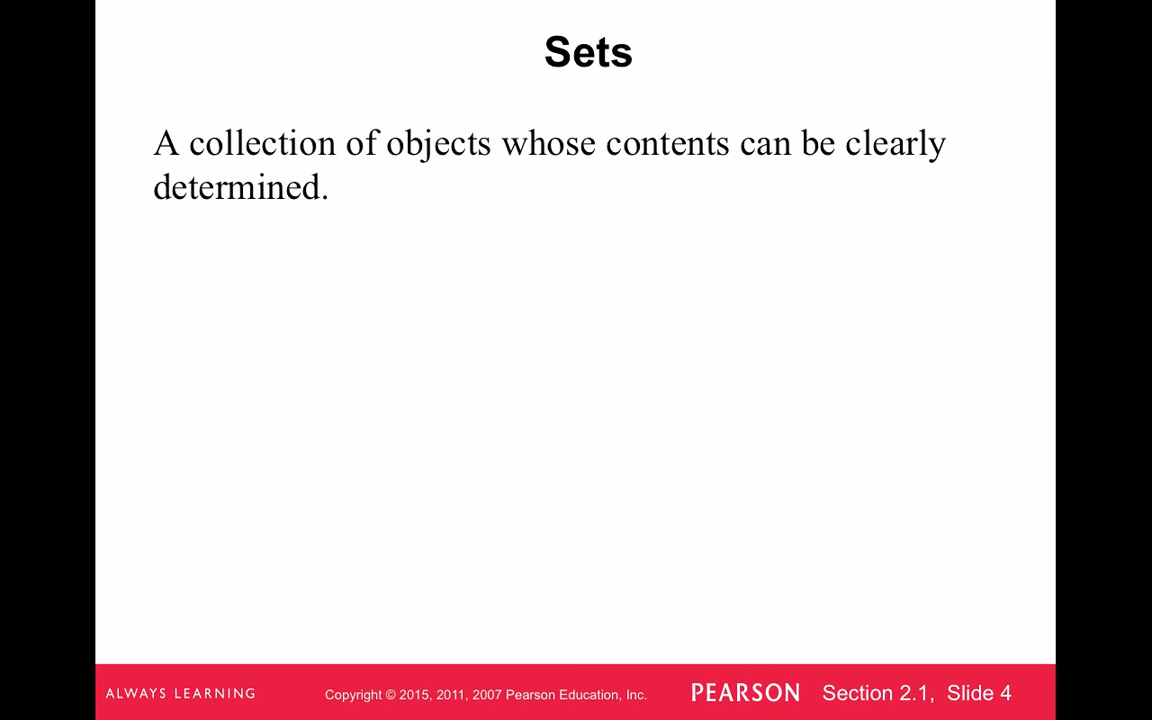 Sets
A collection of objects whose contents can be clearly
determined.
ALWAYS LEARNING
Copyright © 2015, 2011, 2007 Pearson Education, Inc.
PEARSON
Section 2.1, Slide 4